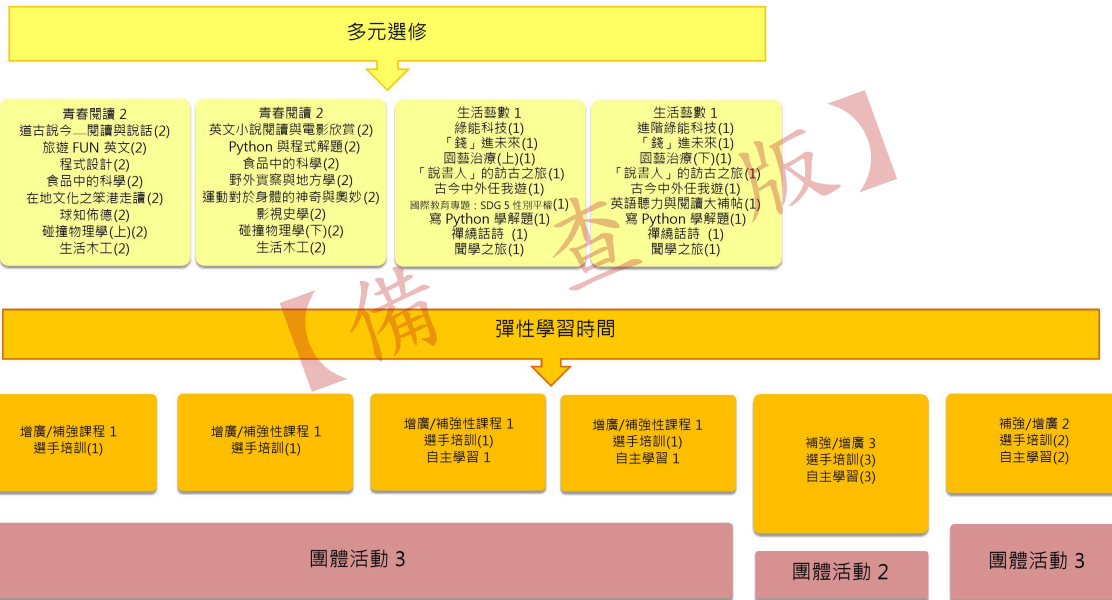 多元選修
青春閱讀 2
道古說今—閱讀與說話(2)
旅遊 FUN 英文(2)
程式設計(2)
食品中的科學(2)
在地文化之笨港走讀(2)
球知佈德(2)
碰撞物理學(上)(2)
生活木工(2)
青春閱讀 2
英文小說閱讀與電影欣賞(2)
Python 與程式解題(2)
食品中的科學(2)
野外實察與地方學(2)
運動對於身體的神奇與奧妙(2)
影視史學(2)
碰撞物理學(下)(2)
生活木工(2)
生活藝數 1
綠能科技(1)
「錢」進未來(1)
園藝治療(上)(1)
「說書人」的訪古之旅(1)
古今中外任我遊(1)
國際教育專題：SDG 5 性別平權(1)
寫 Python 學解題(1)
禪繞話詩 (1)
聞學之旅(1)
生活藝數 1
進階綠能科技(1)
「錢」進未來(1)
園藝治療(下)(1)
「說書人」的訪古之旅(1)
古今中外任我遊(1)
英語聽力與閱讀大補帖(1)
寫 Python 學解題(1)
禪繞話詩 (1)
聞學之旅(1)
【備查版】
彈性學習時間
增廣/補強課程 1
選手培訓(1)
增廣/補強性課程 1
選手培訓(1)
增廣/補強性課程 1
選手培訓(1)
自主學習 1
增廣/補強性課程 1
選手培訓(1)
自主學習 1
補強/增廣 3
選手培訓(3)
自主學習(3)
補強/增廣 2
選手培訓(2)
自主學習(2)
團體活動 3
團體活動 2
團體活動 3